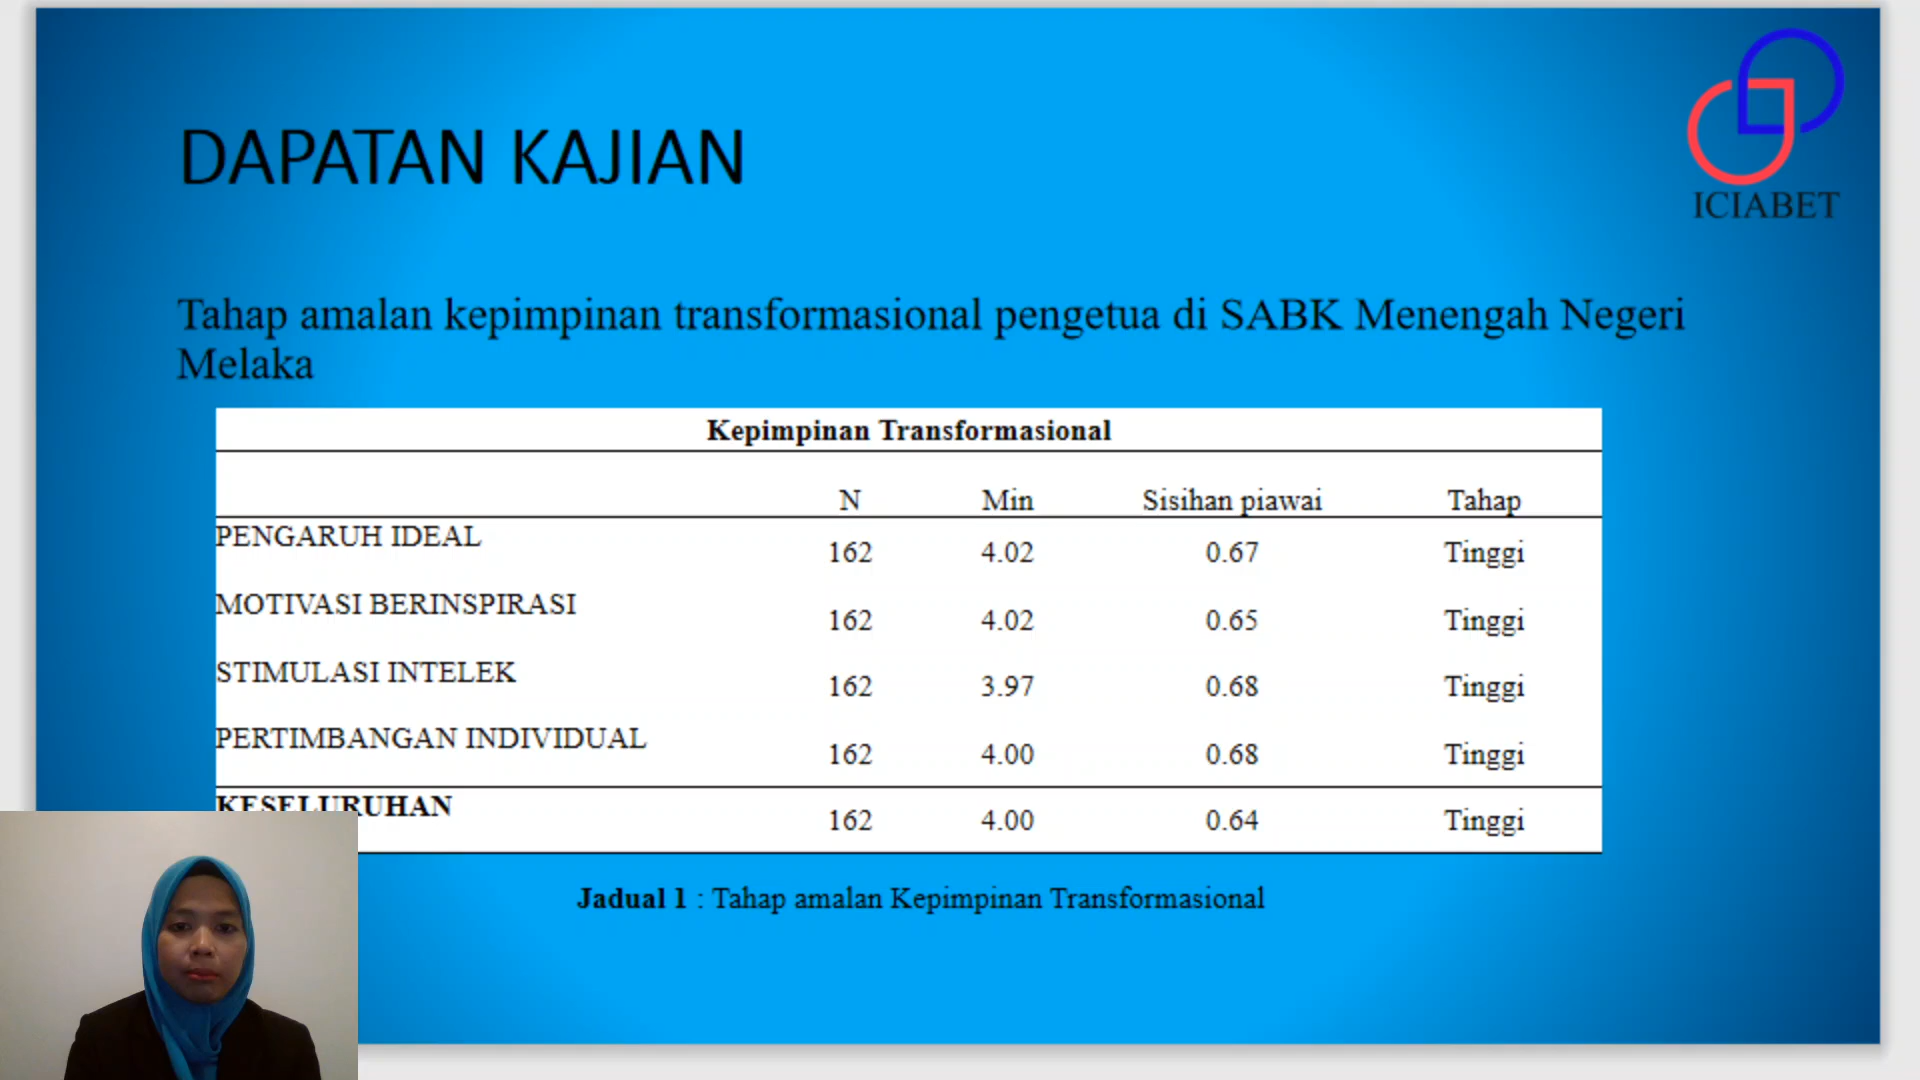 DAPATAN KAJIAN
ICIABET
Tahap amalan kepimpinan transformasional pengetua di SABK Menengah Negeri
Melaka
Kepimpinan Transformasional
N Min Sisihan piawai Tahap
PENGARUH IDEAL 162 4.02 0.67 Tinggi
MOTIVASI BERINSPIRASI 162 4.02 0.65 Tinggi
STIMULASI INTELEK 162 3.97 0.68 Tinggi
PERTIMBANGAN INDIVIDUAL 162 4.00 0.68 Tinggi
KESELURUHAN 162 4.00 0.64 Tinggi
Jadual 1 : Tahap amalan Kepimpinan Transformasional